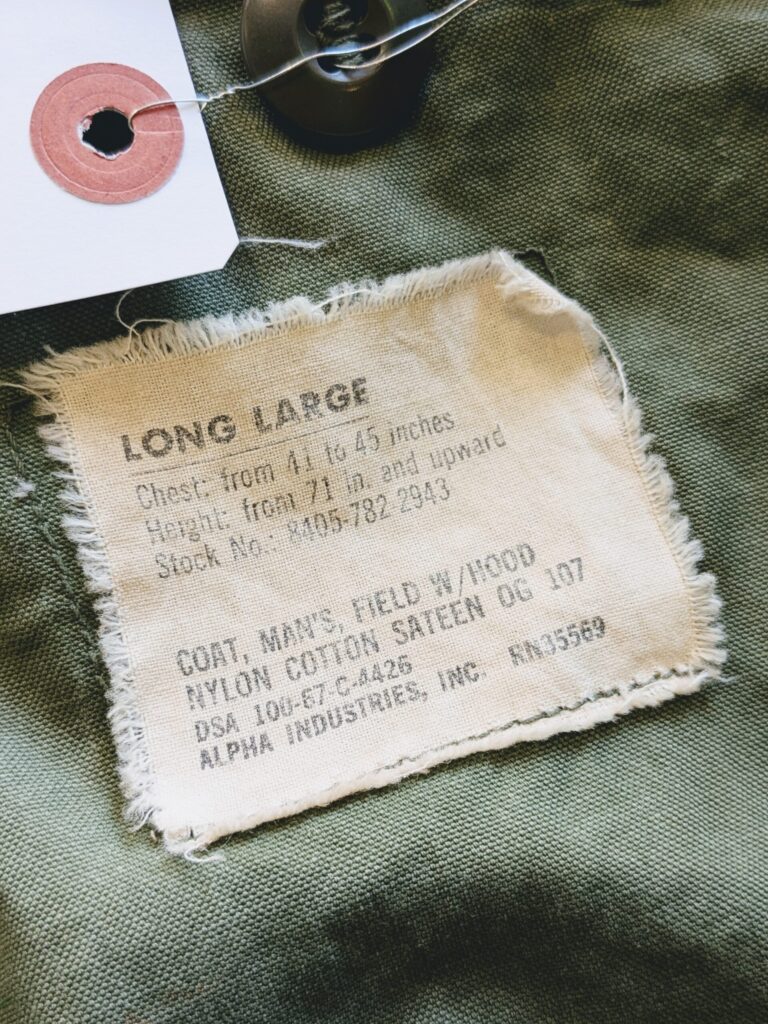 LONG LARGE
Chest: from 41 to 45 inches
Height: from 71 in. and upward
Stock No.: 8405-782-2943
COAT, MAN'S, FIELD W/HOOD
NYLON COTTON SATEEN OG 107
DSA 100-67-C-4426
ALPHA INDUSTRIES, INC. RN35569